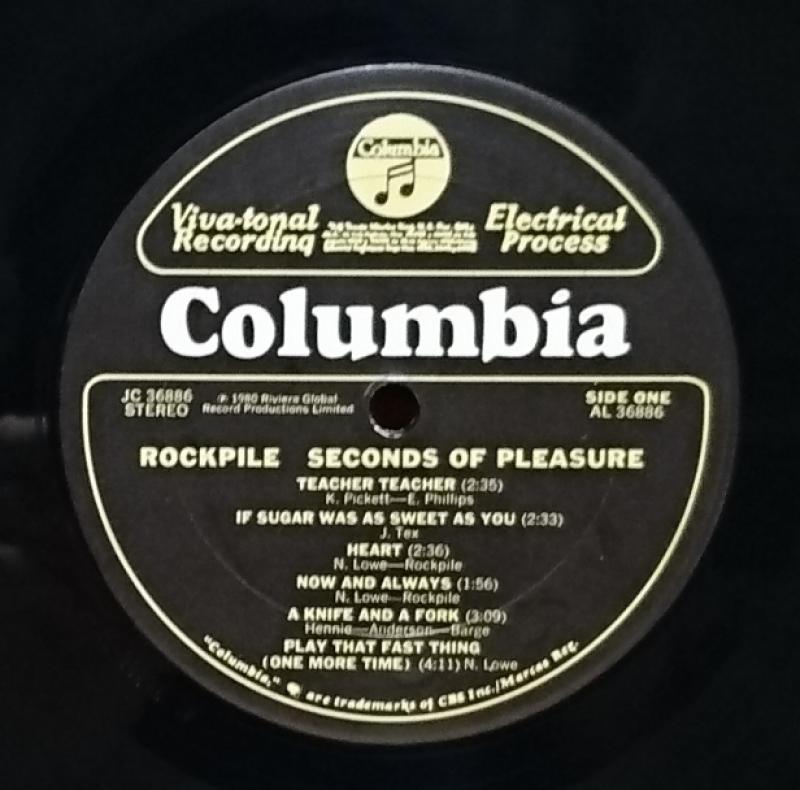 Columbia
Viva-tonal
Recording
Electrical
Process
Columbia
JC 36886
STEREO
℗ 1980 Riviera Global
Record Productions Limited
SIDE ONE
AL 36886
ROCKPILE SECONDS OF PLEASURE
TEACHER TEACHER (2:35)
K. Pickett—E. Phillips
IF SUGAR WAS AS SWEET AS YOU (2:33)
J. Tex
HEART (2:36)
N. Lowe—Rockpile
NOW AND ALWAYS (1:56)
N. Lowe—Rockpile
A KNIFE AND A FORK (3:09)
Hennie—Anderson—Barge
PLAY THAT FAST THING
(ONE MORE TIME) (4:11) N. Lowe
"Columbia," are trademarks of CBS Inc./Marcas Reg.